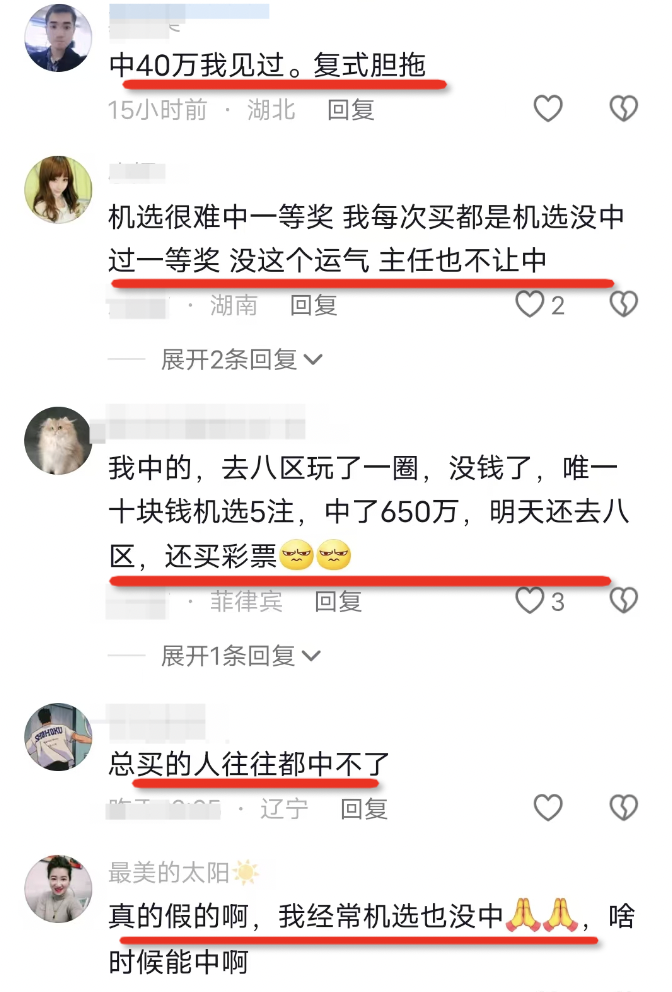 中40万我见过。复式胆拖
15小时前 · 湖北 回复
机选很难中一等奖 我每次买都是机选没中
过一等奖 没这个运气 主任也不让中
· 湖南 回复 2
展开2条回复
我中的，去八区玩了一圈，没钱了，唯一
十块钱机选5注，中了650万，明天还去八
区，还买彩票😾😾
· 菲律宾 回复 3
展开1条回复
SHOHOKU
总买的人往往都中不了
· 辽宁 回复
最美的太阳☀️
真的假的啊，我经常机选也没中🙏🙏，啥
时候能中啊